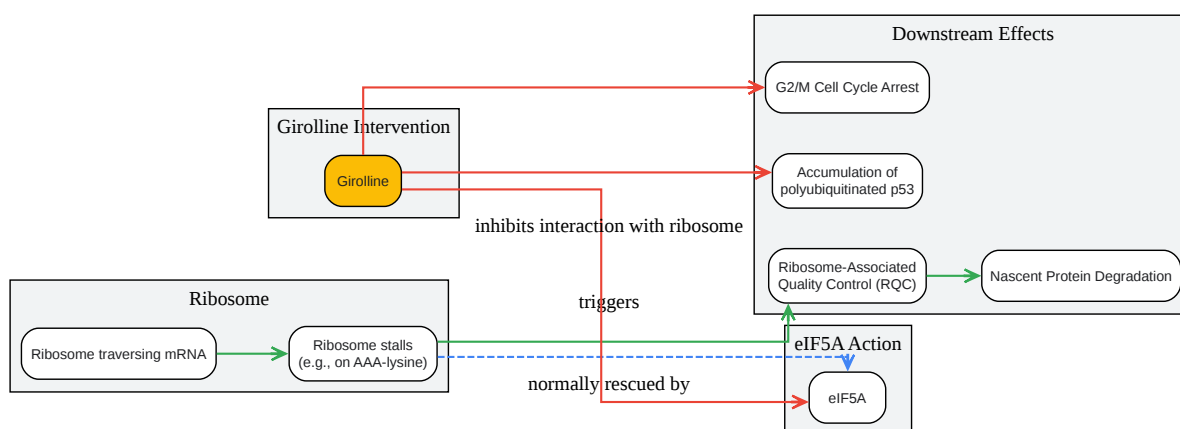 Downstream Effects
G2/M Cell Cycle Arrest
Girolline Intervention
Girolline
Accumulation of
polyubiquitinated p53
inhibits interaction with ribosome
Ribosome-Associated
Quality Control (RQC)
Nascent Protein Degradation
Ribosome
triggers
Ribosome traversing mRNA
Ribosome stalls
(e.g., on AAA-lysine)
eIF5A Action
normally rescued by
eIF5A